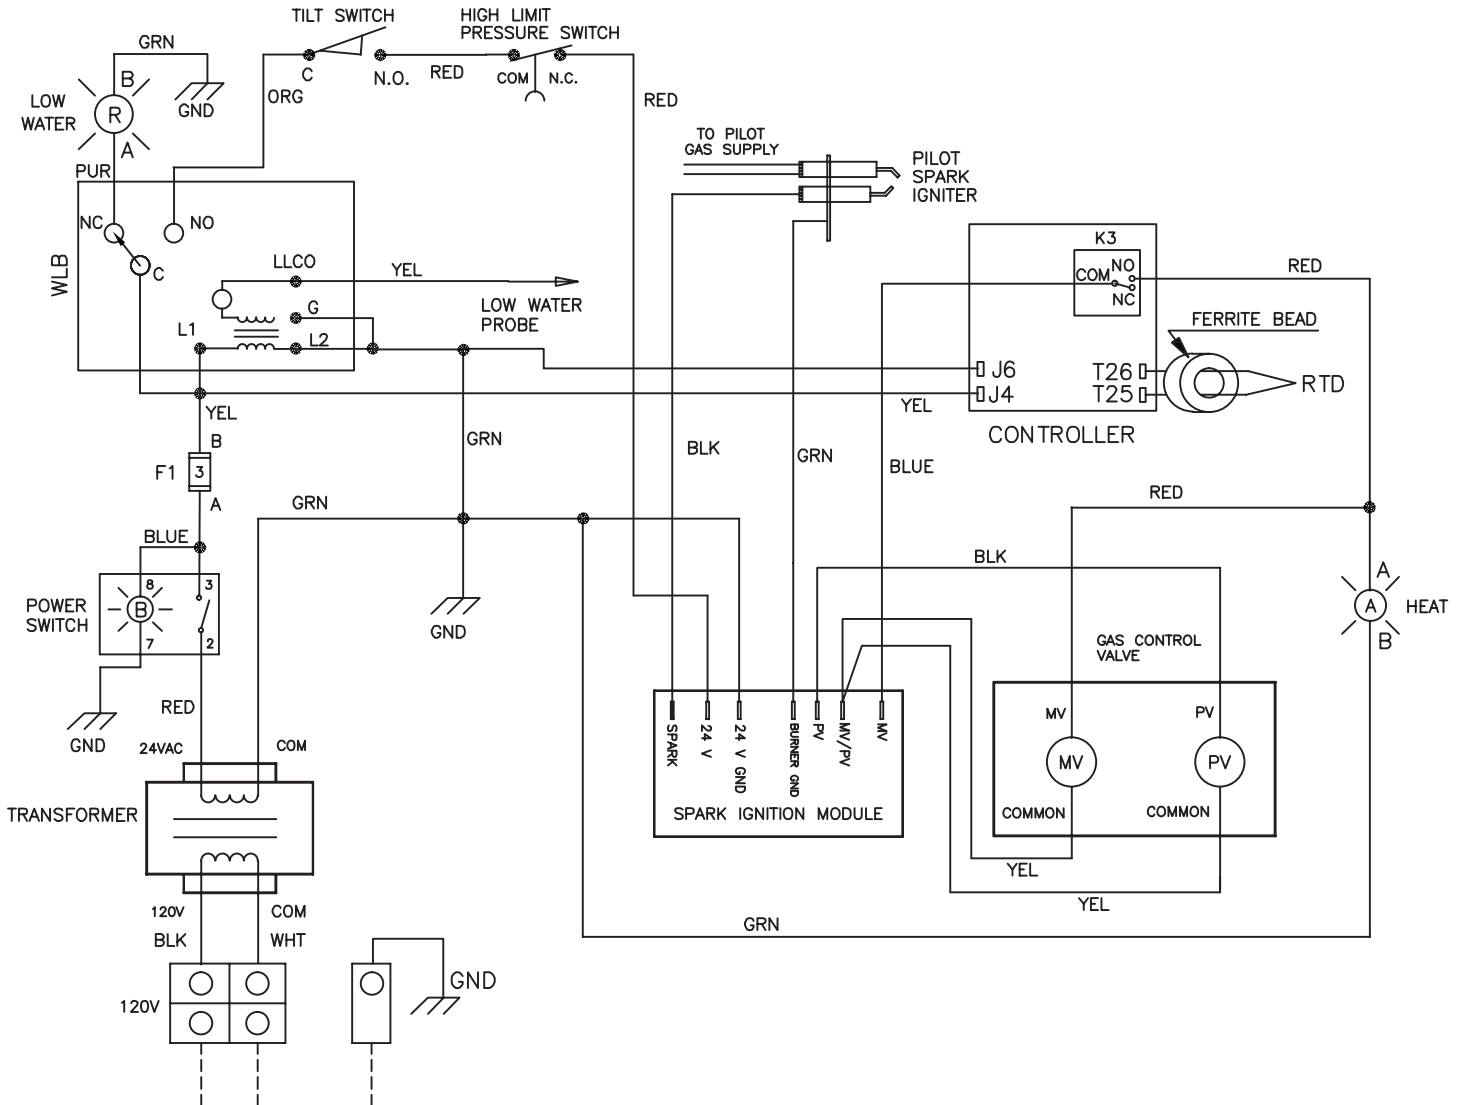 TILT SWITCH
HIGH LIMIT
PRESSURE SWITCH
GRN
B
LOW
WATER
R
GND
A
PUR
ORG
C
N.O.
RED
COM
N.C.
RED
TO PILOT
GAS SUPPLY
PILOT
SPARK
IGNITER
NC
NO
C
WLB
LLCO
YEL
G
LOW WATER
PROBE
L1
L2
K3
NO
COM
NC
RED
FERRITE BEAD
J6
J4
T26
T25
RTD
CONTROLLER
YEL
YEL
B
F1
3
A
GRN
BLK
GRN
BLUE
GRN
RED
BLUE
8
3
B
7
2
POWER
SWITCH
GND
GND
BLK
A
A
HEAT
B
RED
GAS CONTROL
VALVE
MV
PV
MV
PV
COMMON
COMMON
24VAC
COM
TRANSFORMER
SPARK
24 V
24 V GND
BURNER GND
PV
MV/PV
MV
SPARK IGNITION MODULE
YEL
YEL
GRN
120V
COM
BLK
WHT
120V
GND